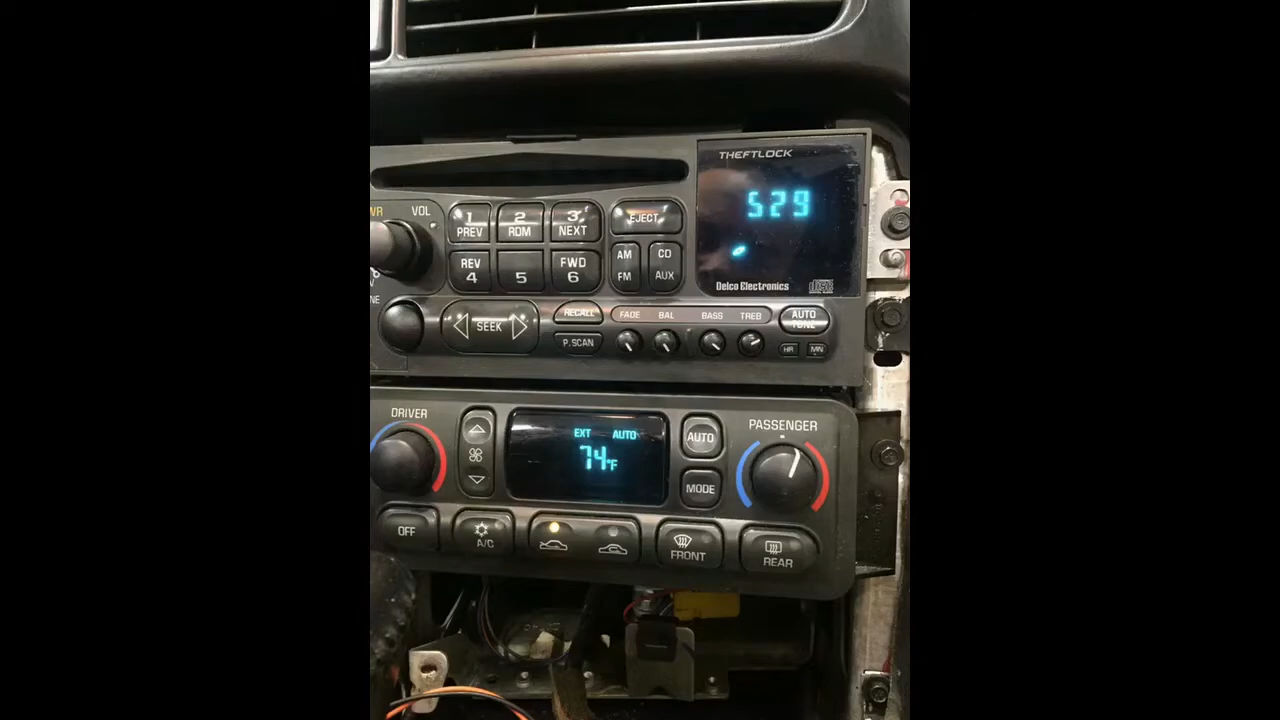 THEFTLOCK
529
PWR
VOL
1 PREV
2 RDM
3 NEXT
EJECT
REV 4
5
FWD 6
AM FM
CD AUX
Delco Electronics
disc
SEEK
RECALL
P.SCAN
FADE BAL BASS TREB
AUTO TONE
HR MN
DRIVER
EXT AUTO
74°F
AUTO
MODE
PASSENGER
OFF
A/C
FRONT
REAR